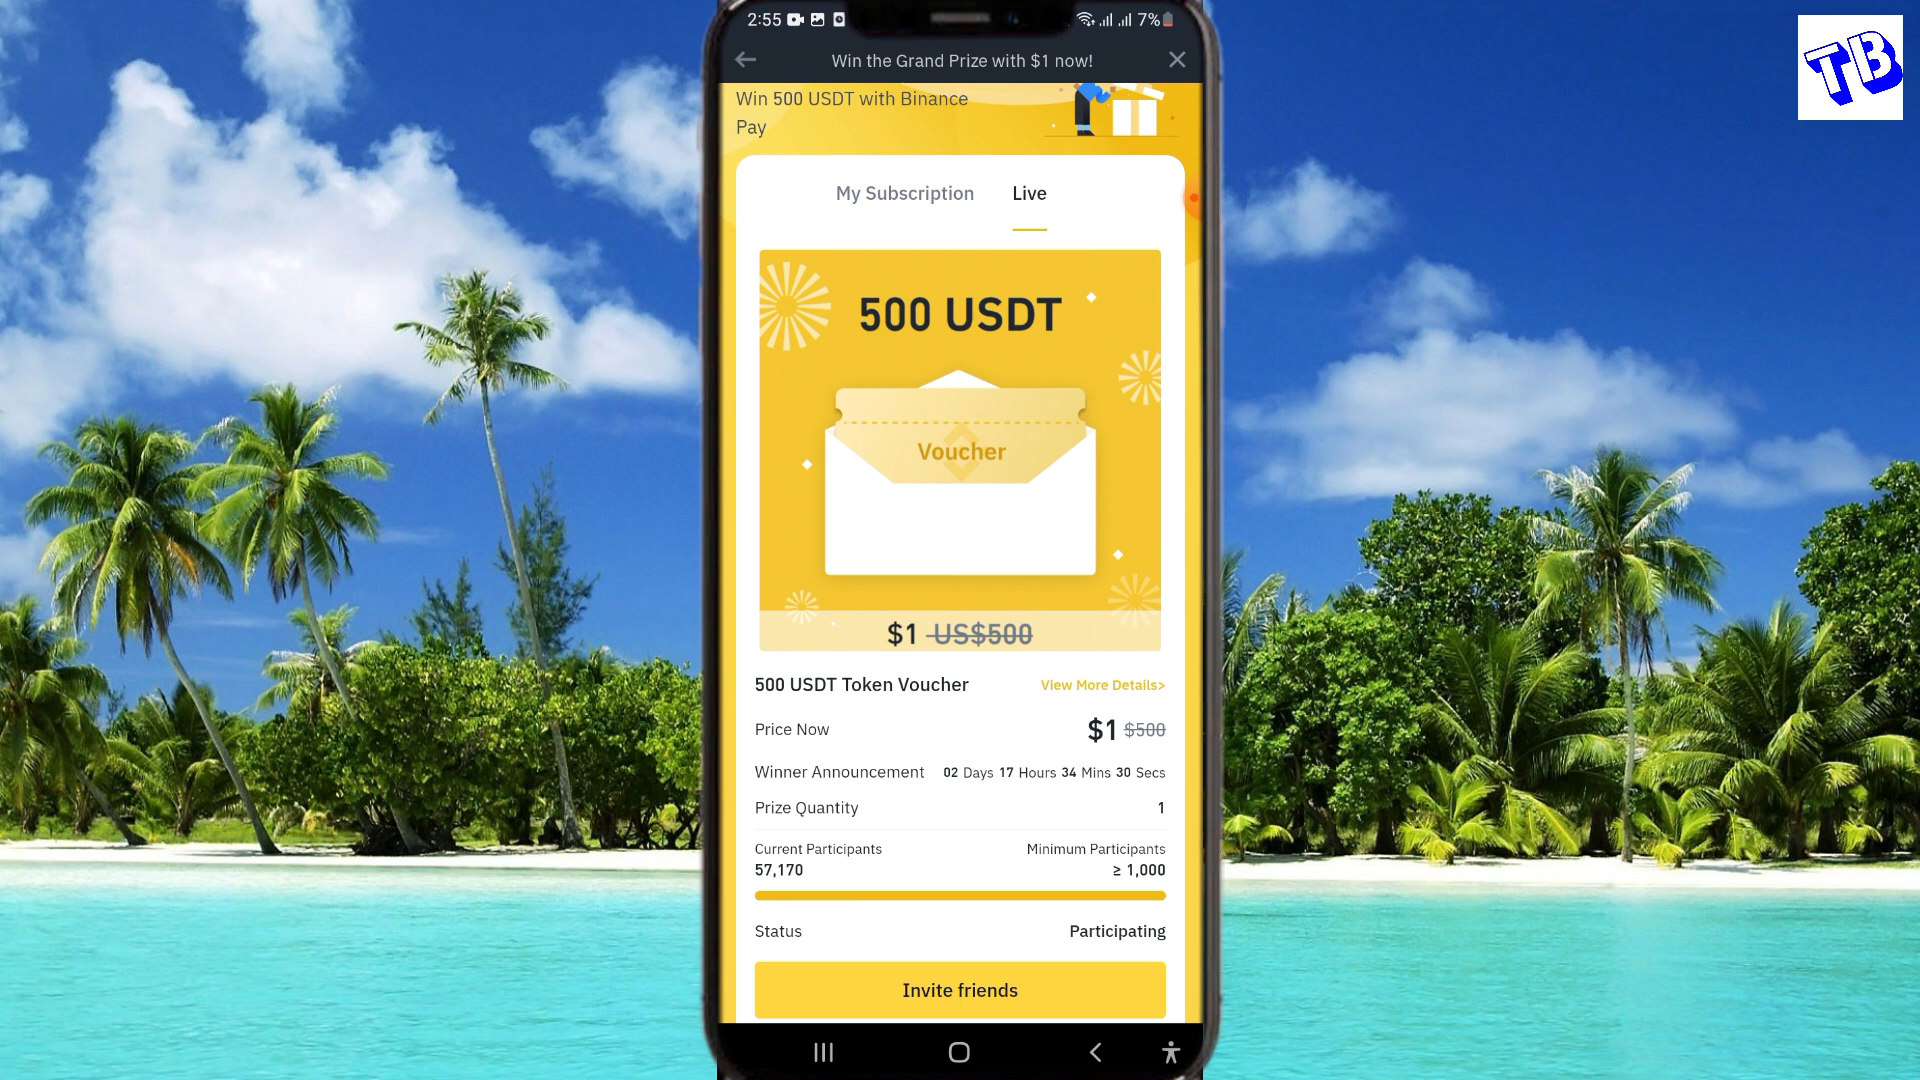 2:55
7%
Win the Grand Prize with $1 now!
Win 500 USDT with Binance
Pay
My Subscription
Live
500 USDT
Voucher
$1 US$500
500 USDT Token Voucher
View More Details>
Price Now
$1 $500
Winner Announcement
02 Days 17 Hours 34 Mins 30 Secs
Prize Quantity
1
Current Participants
Minimum Participants
57,170
≥ 1,000
Status
Participating
Invite friends
TB